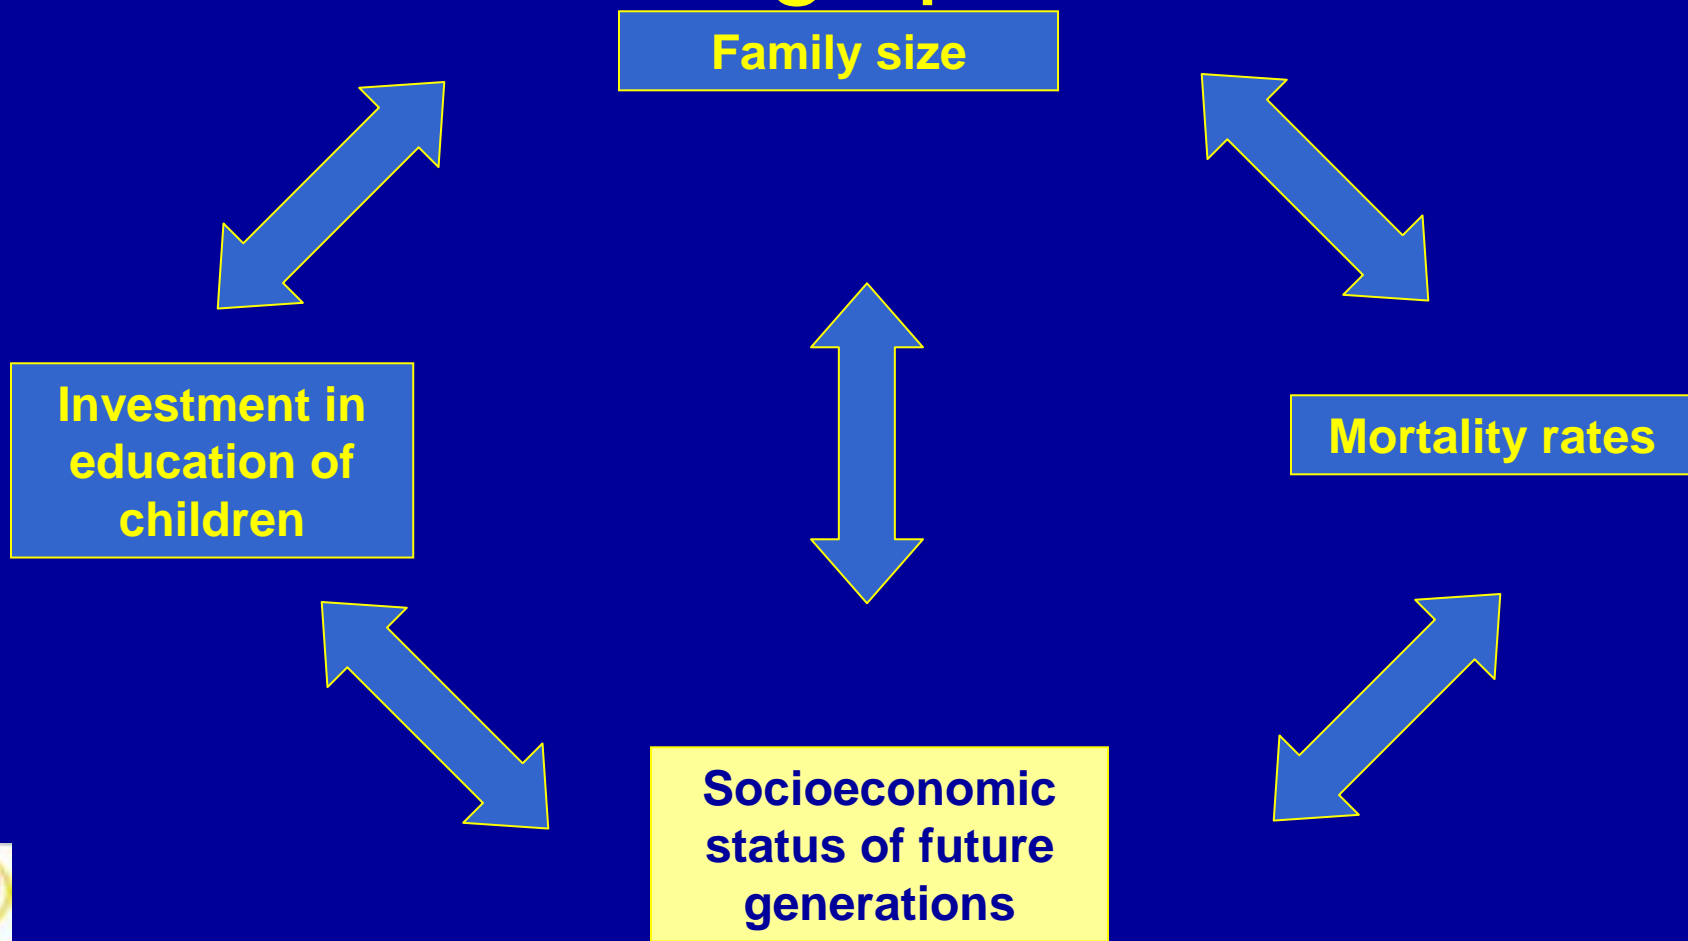 Family size
Investment in
education of
children
Mortality rates
Socioeconomic
status of future
generations